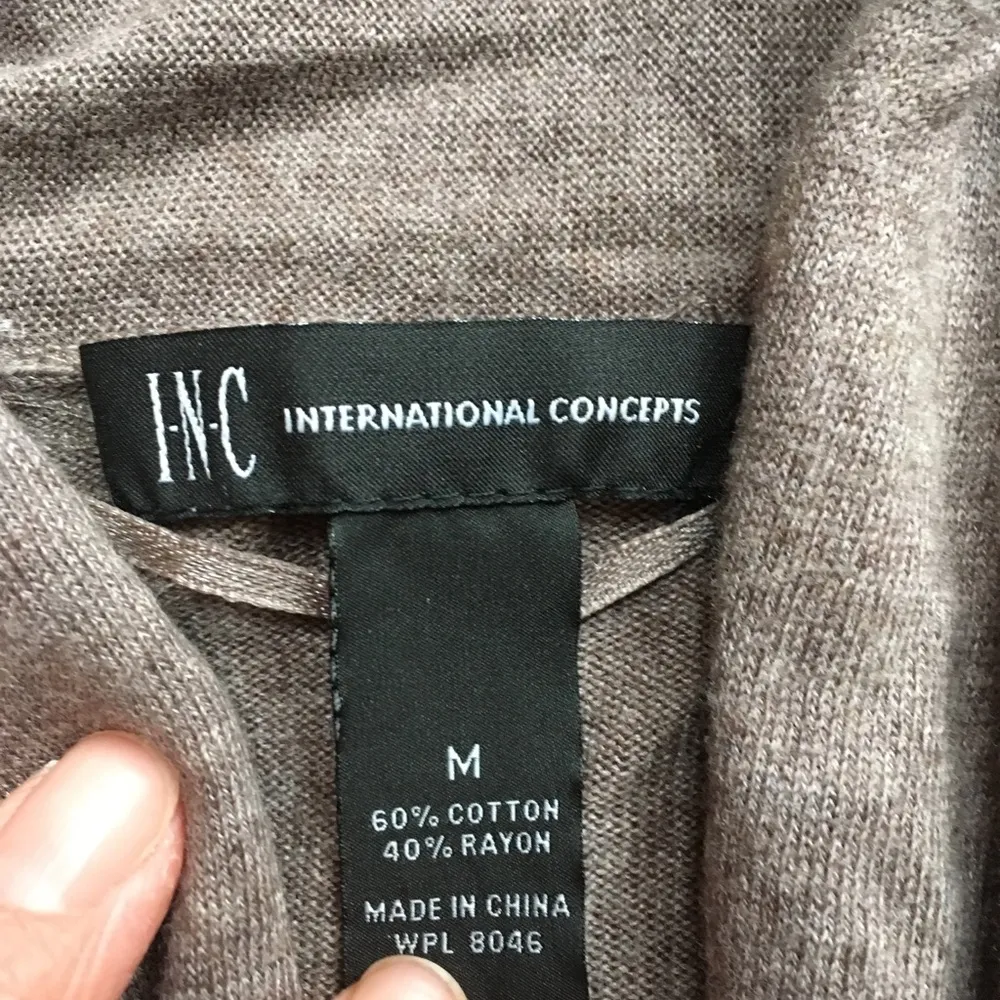 I·N·C INTERNATIONAL CONCEPTS
M
60% COTTON
40% RAYON
MADE IN CHINA
WPL 8046